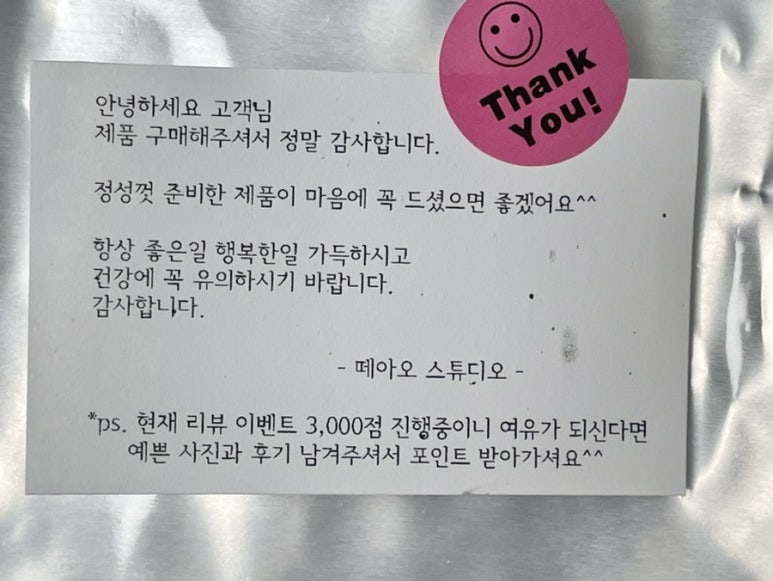 Thank
You!
안녕하세요 고객님
제품 구매해주셔서 정말 감사합니다.
정성껏 준비한 제품이 마음에 꼭 드셨으면 좋겠어요^^
항상 좋은일 행복한일 가득하시고
건강에 꼭 유의하시기 바랍니다.
감사합니다.
- 떼아오 스튜디오 -
*ps. 현재 리뷰 이벤트 3,000점 진행중이니 여유가 되신다면
예쁜 사진과 후기 남겨주셔서 포인트 받아가셔요^^